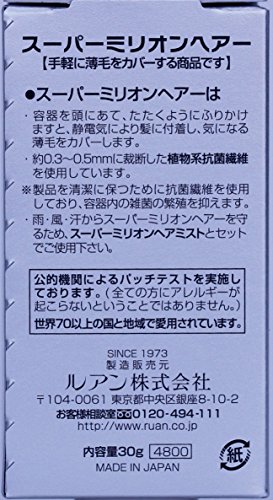 スーパーミリオンヘアー
【手軽に薄毛をカバーする商品です】
●スーパーミリオンヘアーは
・容器を頭にあて、たたくようにふりかけ
ますと、静電気により髪に付着し、気になる
薄毛をカバーします。
・約0.3〜0.5mmに裁断した植物系抗菌繊維
を使用しています。
※製品を清潔に保つために抗菌繊維を使用し
ており、容器内の雑菌の繁殖を抑えます。
・雨・風・汗からスーパーミリオンヘアーを守
るため、スーパーミリオンヘアミストとセット
でご使用下さい。
公的機関によるパッチテストを実施し
ております。(全ての方にアレルギーが
起こらないということではありません。)
世界70以上の国と地域で愛用されています。
SINCE 1973
製造販売元
ルアン株式会社
〒104-0061 東京都中央区銀座8-10-2
お客様相談室 0120-494-111
http://www.ruan.co.jp
内容量30g 4800
MADE IN JAPAN
紙